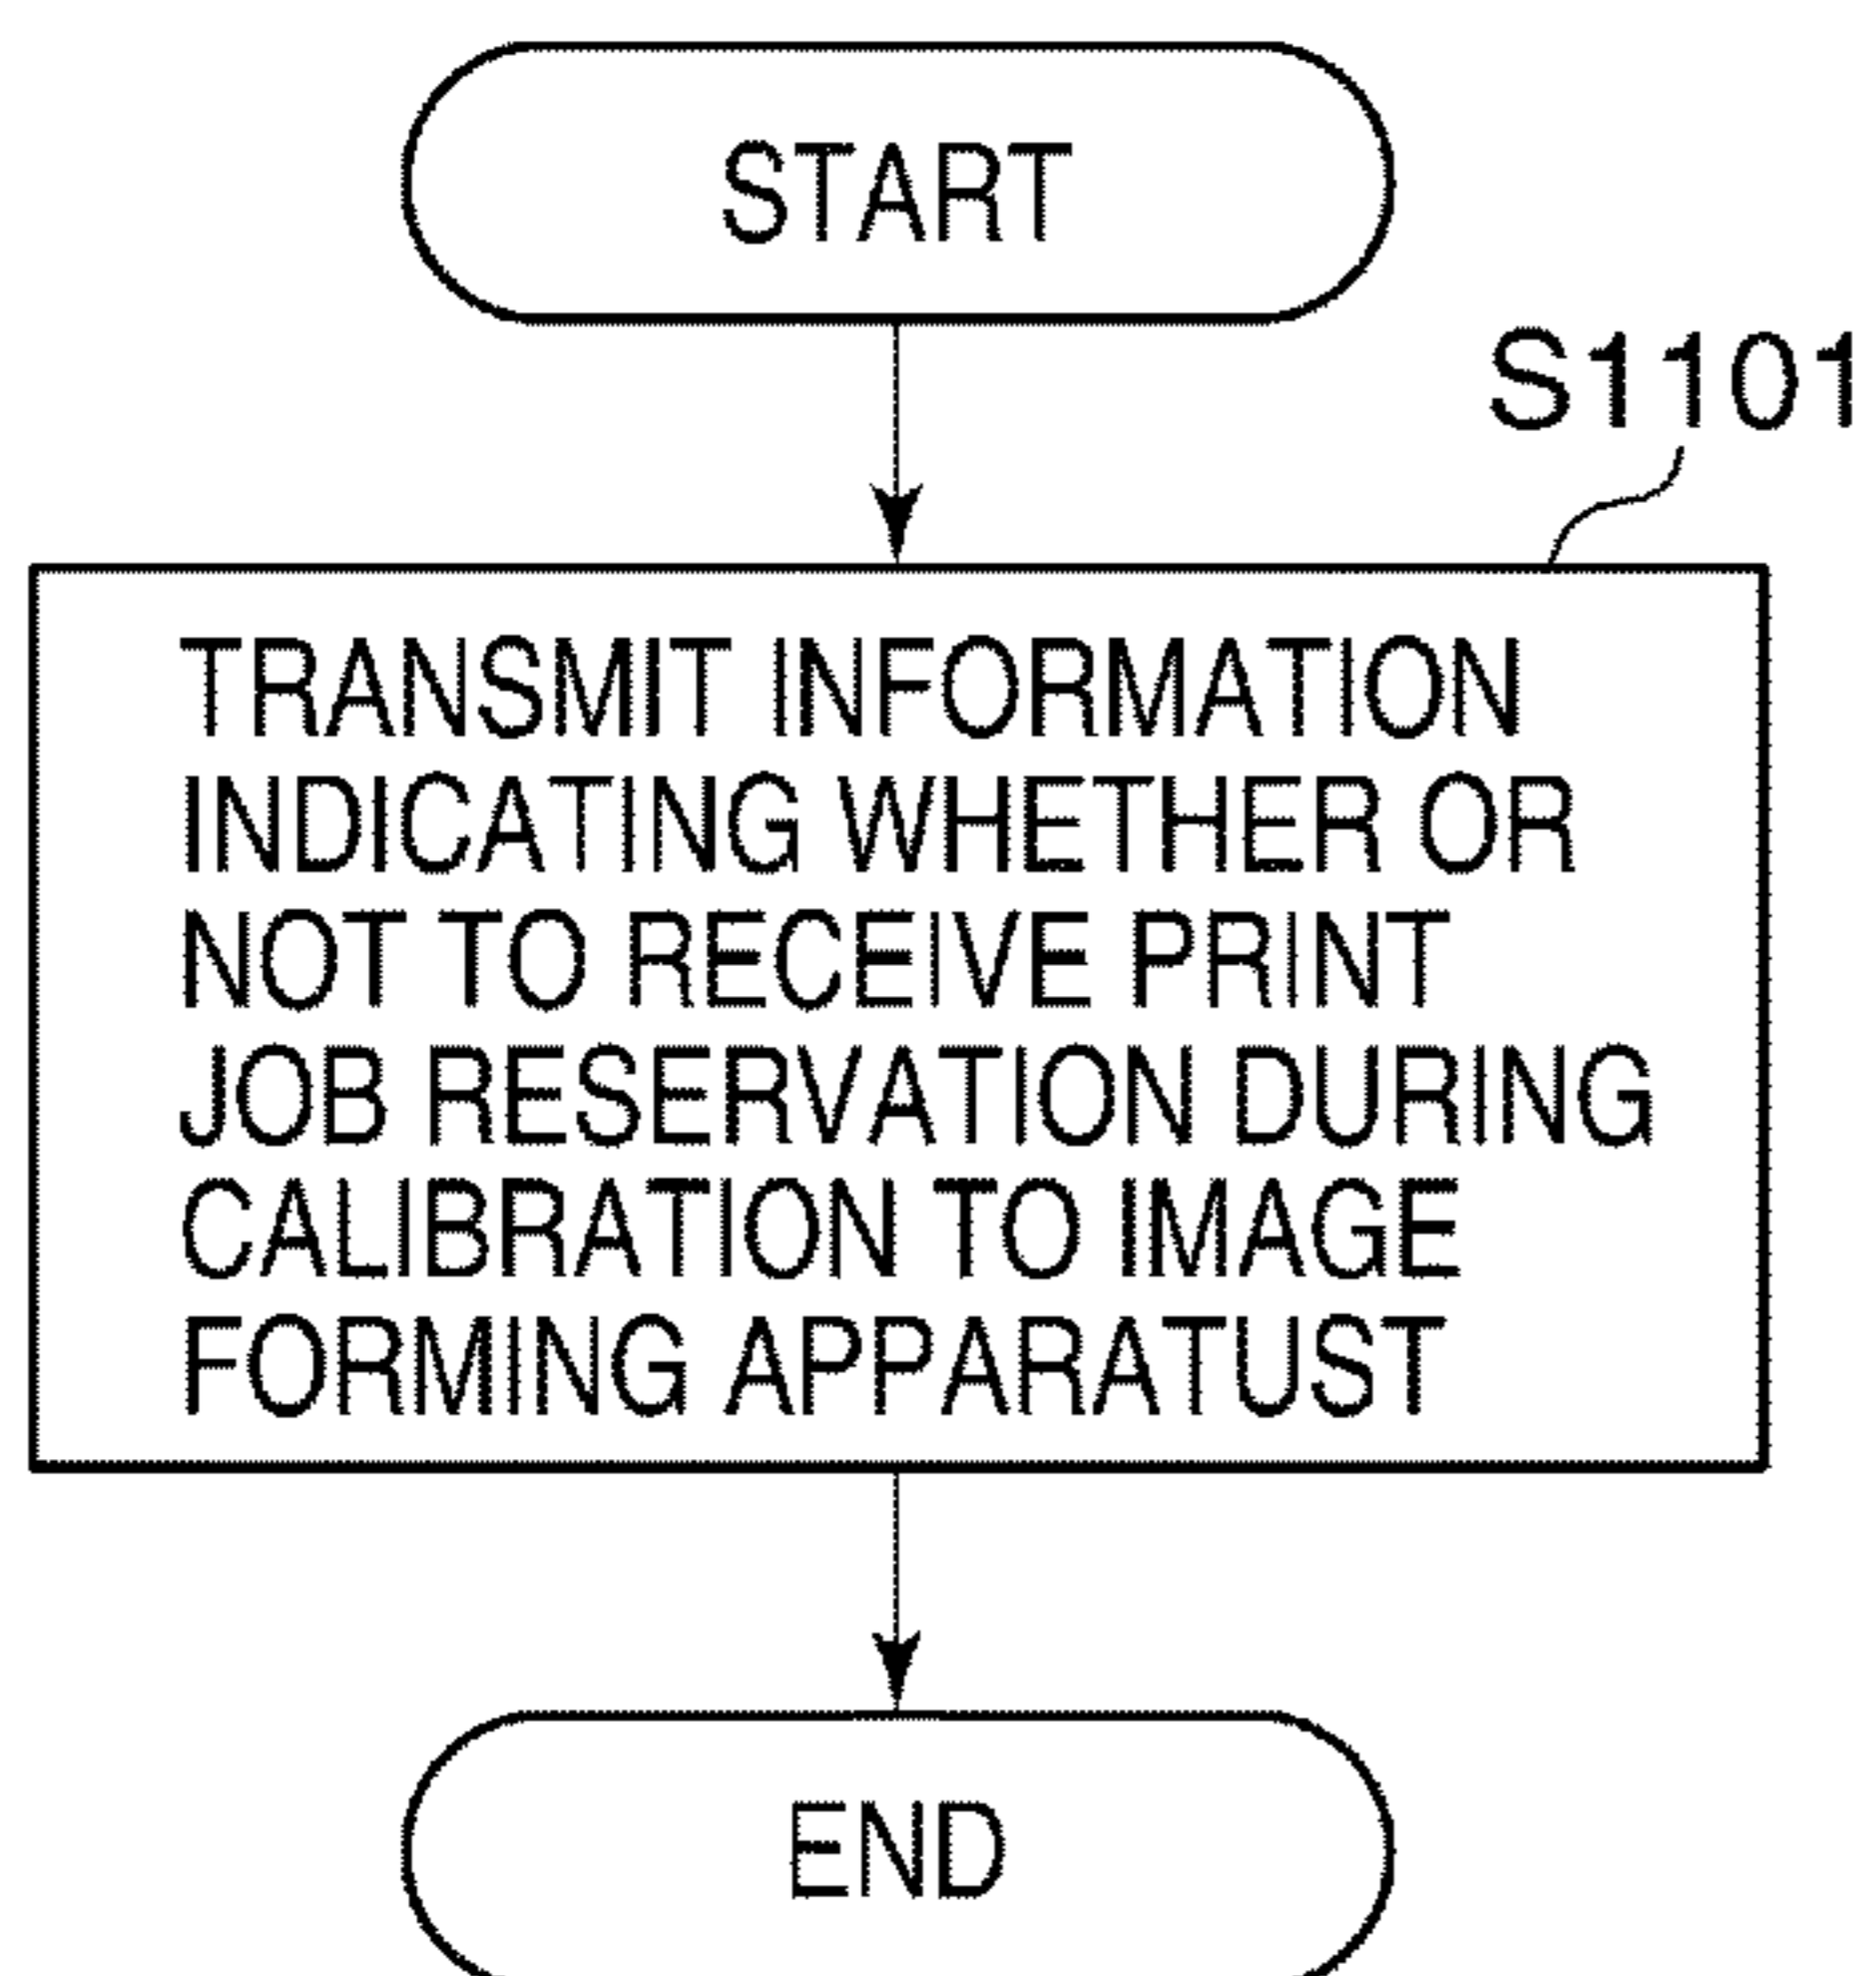 START
S1101
TRANSMIT INFORMATION
INDICATING WHETHER OR
NOT TO RECEIVE PRINT
JOB RESERVATION DURING
CALIBRATION TO IMAGE
FORMING APPARATUST
END